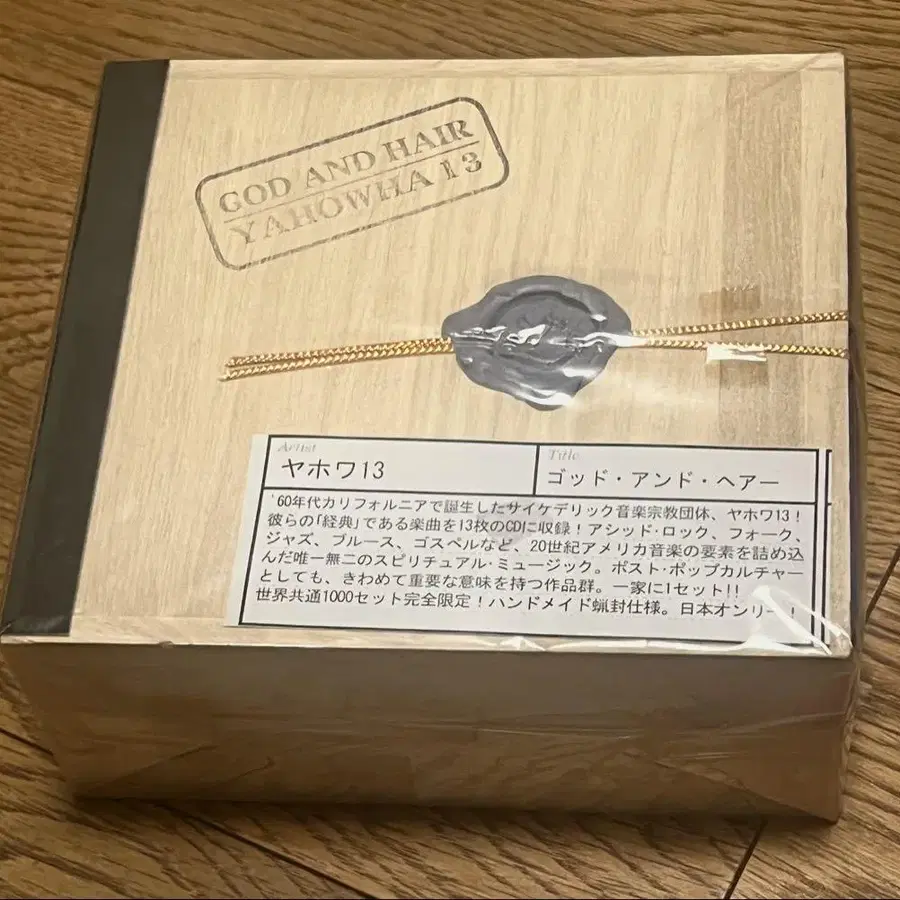 GOD AND HAIR
YAHOWHA 13
Artist
ヤホワ13
Title
ゴッド・アンド・ヘアー
'60年代カリフォルニアで誕生したサイケデリック音楽宗教団体、ヤホワ13！
彼らの「経典」である楽曲を13枚のCDに収録！アシッド・ロック、フォーク、
ジャズ、ブルース、ゴスペルなど、20世紀アメリカ音楽の要素を詰め込
んだ唯一無二のスピリチュアル・ミュージック。ポスト・ポップカルチャー
としても、きわめて重要な意味を持つ作品群。一家に1セット!!
世界共通1000セット完全限定！ハンドメイド蝋封仕様。日本オンリー！